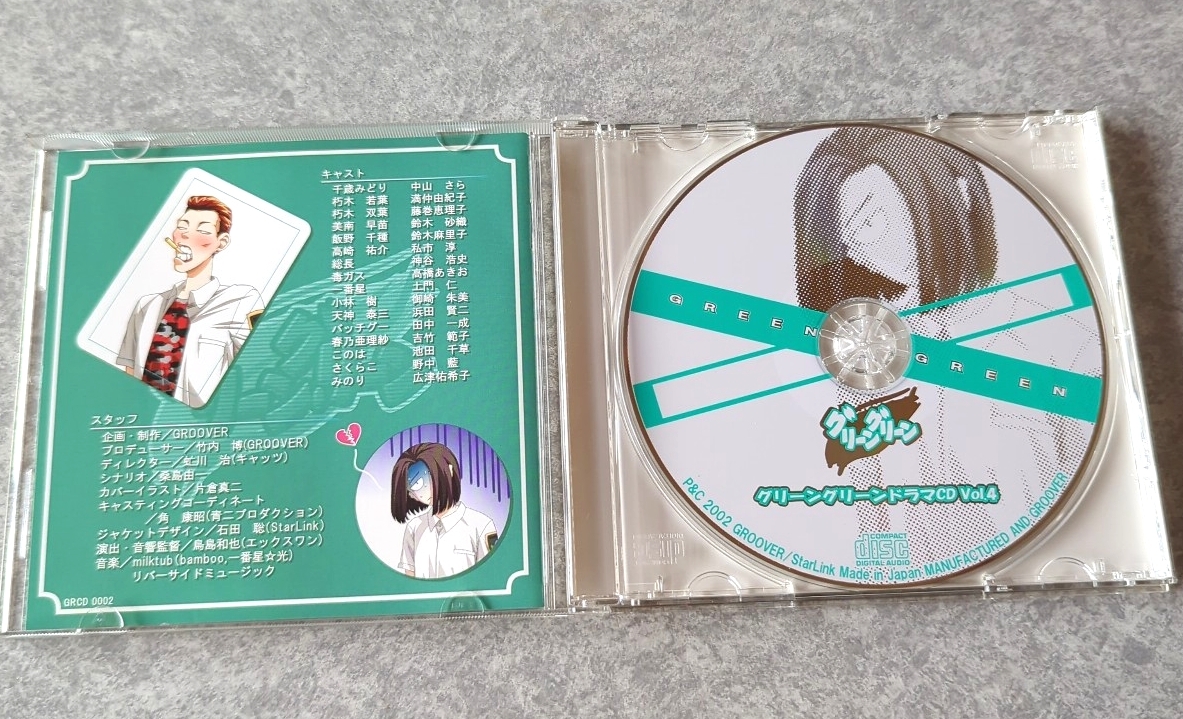 キャスト
千歳みどり 中山 さら
朽木 若葉 満仲由紀子
朽木 双葉 藤巻恵理子
美南 早苗 鈴木 砂織
飯野 千種 鈴木麻里子
高崎 祐介 私市 淳
総長 神谷 浩史
毒ガス 高橋あきお
一番星 土門 仁
小林 樹 御崎 朱美
天神 泰三 浜田 賢二
バッチグー 田中 一成
春乃亜理紗 吉竹 範子
このは 池田 千草
さくらこ 野中 藍
みのり 広津佑希子
スタッフ
企画・制作／GROOVER
プロデューサー／竹内 博(GROOVER)
ディレクター／ 川 治(キャッツ)
シナリオ／桑島由一
カバーイラスト／片倉真二
キャスティングコーディネート
／角 康昭(青二プロダクション)
ジャケットデザイン／石田 聡(StarLink)
演出・音響監督／鳥島和也(エックスワン)
音楽／milktub(bamboo,一番星☆光)
リバーサイドミュージック
GRCD 0002
GREEN GREEN
グリーングリーン
グリーングリーンドラマCD Vol.4
P&C 2002 GROOVER/StarLink Made in Japan MANUFACTURED AND GROOVER
COMPACT
disc
DIGITAL AUDIO